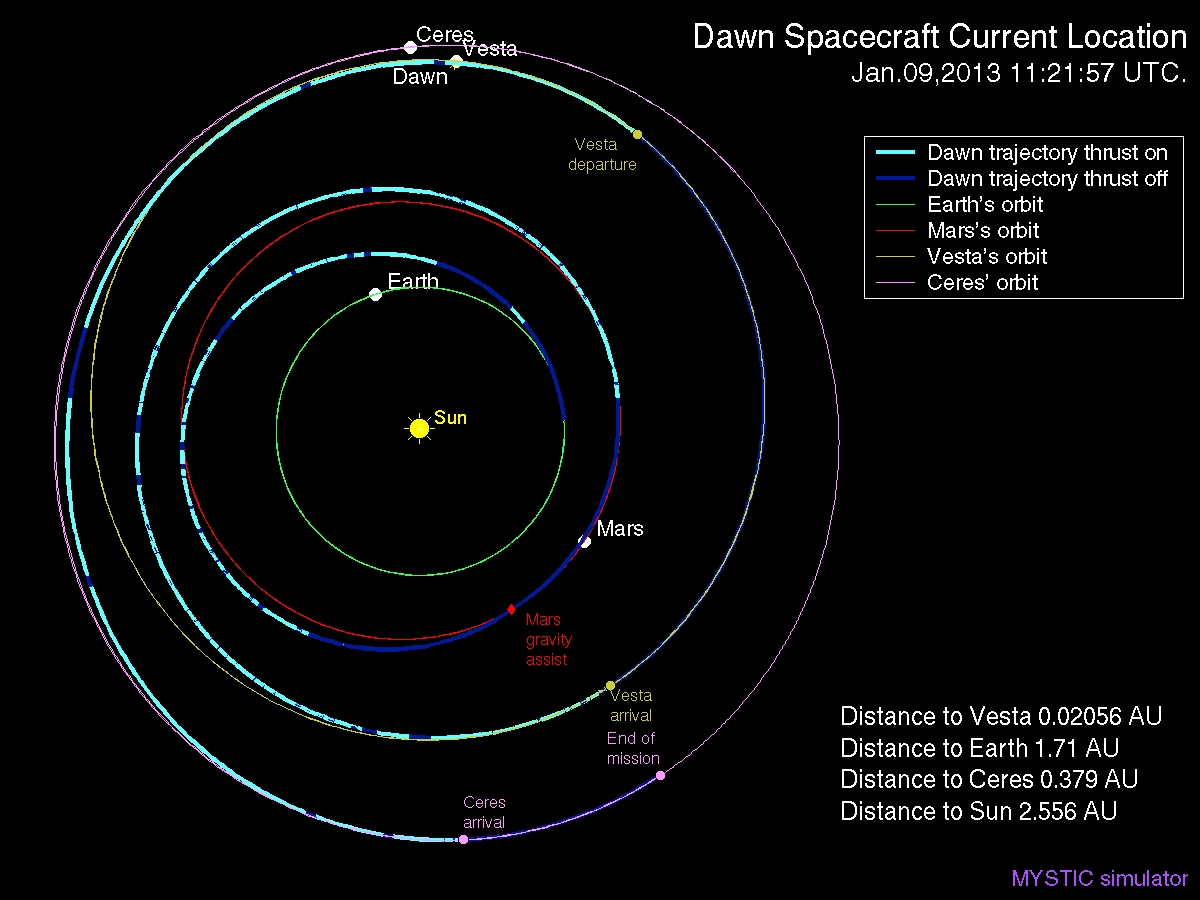 Dawn Spacecraft Current Location
Jan.09,2013 11:21:57 UTC.
Ceres
Vesta
Dawn
Vesta
departure
Dawn trajectory thrust on
Dawn trajectory thrust off
Earth's orbit
Mars's orbit
Vesta's orbit
Ceres' orbit
Earth
Sun
Mars
Mars
gravity
assist
Vesta
arrival
End of
mission
Ceres
arrival
Distance to Vesta 0.02056 AU
Distance to Earth 1.71 AU
Distance to Ceres 0.379 AU
Distance to Sun 2.556 AU
MYSTIC simulator